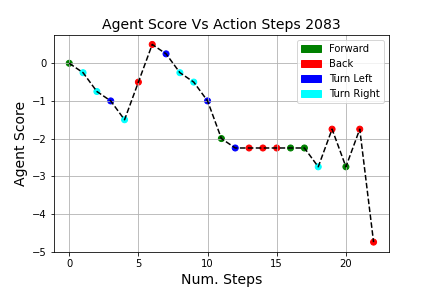 Agent Score Vs Action Steps 2083
Forward
Back
Turn Left
Turn Right
Agent Score
0
−1
−2
−3
−4
−5
0 5 10 15 20
Num. Steps